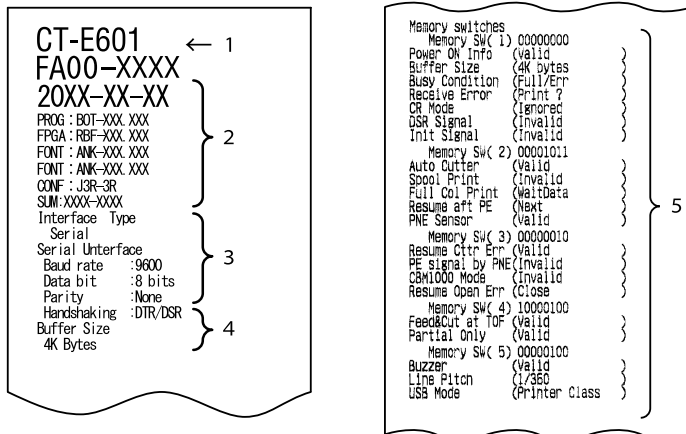 CT-E601
1
FA00-XXXX
20XX-XX-XX
PROG : BOT-XXX.XXX
FPGA : RBF-XXX.XXX
FONT : ANK-XXX.XXX
FONT : ANK-XXX.XXX
CONF : J3R-3R
SUM:XXXX-XXXX
2
Interface Type
Serial
Serial Unterface
Baud rate :9600
Data bit :8 bits
Parity :None
3
Handshaking :DTR/DSR
Buffer Size
4K Bytes
4
Memory switches
Memory SW( 1) 00000000
Power ON Info (Valid )
Buffer Size (4K bytes )
Busy Condition (Full/Err )
Receive Error (Print ? )
CR Mode (Ignored )
DSR Signal (Invalid )
Init Signal (Invalid )
Memory SW( 2) 00001011
Auto Cutter (Valid )
Spool Print (Invalid )
Full Col Print (WaitData )
Resume aft PE (Next )
PNE Sensor (Valid )
Memory SW( 3) 00000010
Resume Cttr Err (Valid )
PE signal by PNE(Invalid )
CBM1000 Mode (Invalid )
Resume Open Err (Close )
Memory SW( 4) 10000100
Feed&Cut at TOF (Valid )
Partial Only (Valid )
Memory SW( 5) 00000100
Buzzer (Valid )
Line Pitch (1/360 )
USB Mode (Printer Class )
5